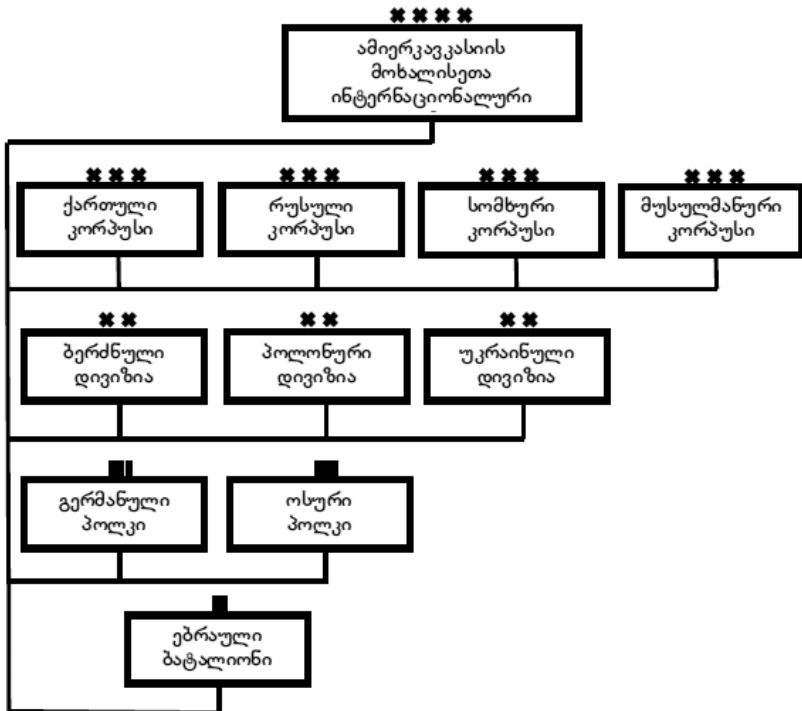 ამიერკავკასიის
მოხალისეთა
ინტერნაციონალური
ქართული
კორპუსი
რუსული
კორპუსი
სომხური
კორპუსი
მუსულმანური
კორპუსი
ბერძნული
დივიზია
პოლონური
დივიზია
უკრაინული
დივიზია
გერმანული
პოლკი
ოსური
პოლკი
ებრაული
ბატალიონი